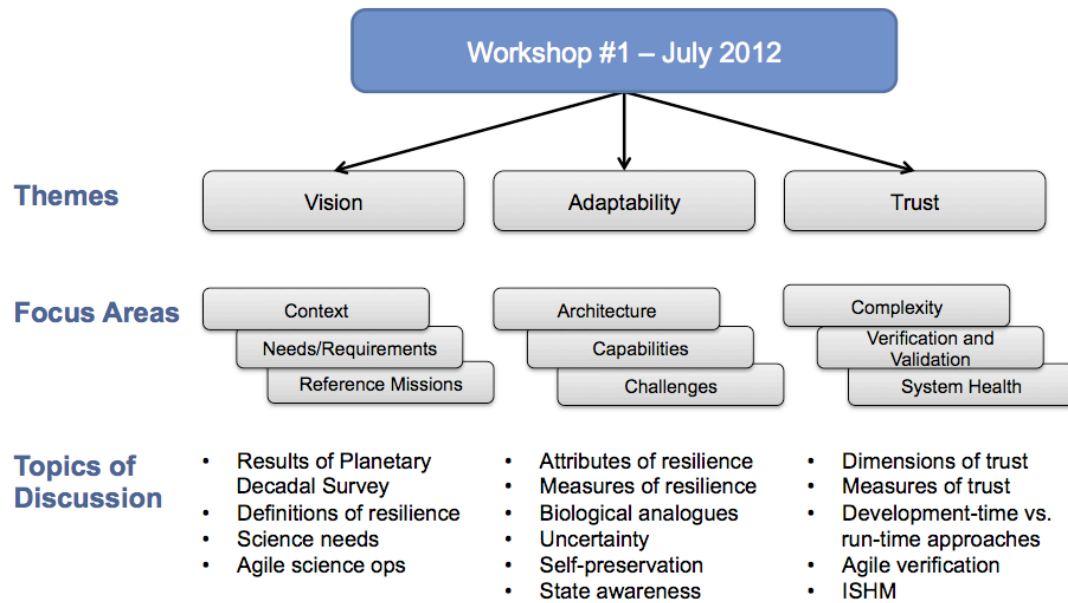 Workshop #1 – July 2012
Themes
Vision
Adaptability
Trust
Focus Areas
Context
Needs/Requirements
Reference Missions
Architecture
Capabilities
Challenges
Complexity
Verification and
Validation
System Health
Topics of
Discussion
• Results of Planetary
Decadal Survey
• Definitions of resilience
• Science needs
• Agile science ops
• Attributes of resilience
• Measures of resilience
• Biological analogues
• Uncertainty
• Self-preservation
• State awareness
• Dimensions of trust
• Measures of trust
• Development-time vs.
run-time approaches
• Agile verification
• ISHM